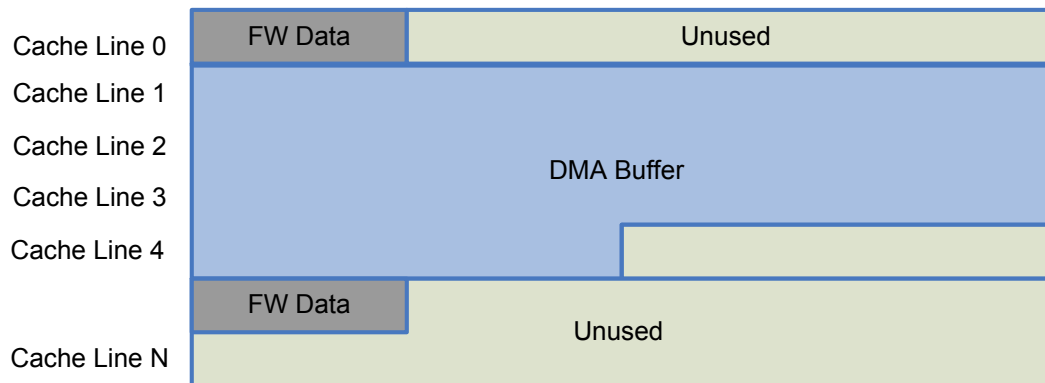 Cache Line 0
FW Data
Unused
Cache Line 1
Cache Line 2
DMA Buffer
Cache Line 3
Cache Line 4
FW Data
Unused
Cache Line N